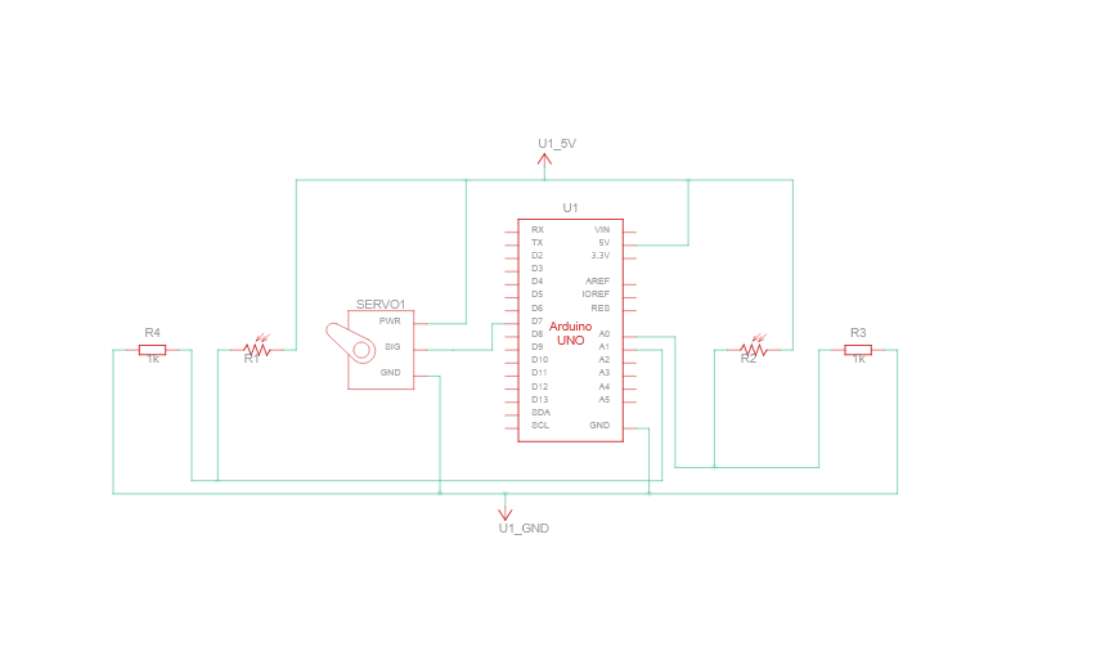 U1_5V
U1
RX VIN
TX 5V
D2 3.3V
D3
D4 AREF
D5 IOREF
D6 RES
D7
D8 A0
D9 A1
D10 A2
D11 A3
D12 A4
D13 A5
SDA
SCL GND
Arduino
UNO
SERVO1
PWR
SIG
GND
R4
1k
R1
R2
R3
1k
U1_GND